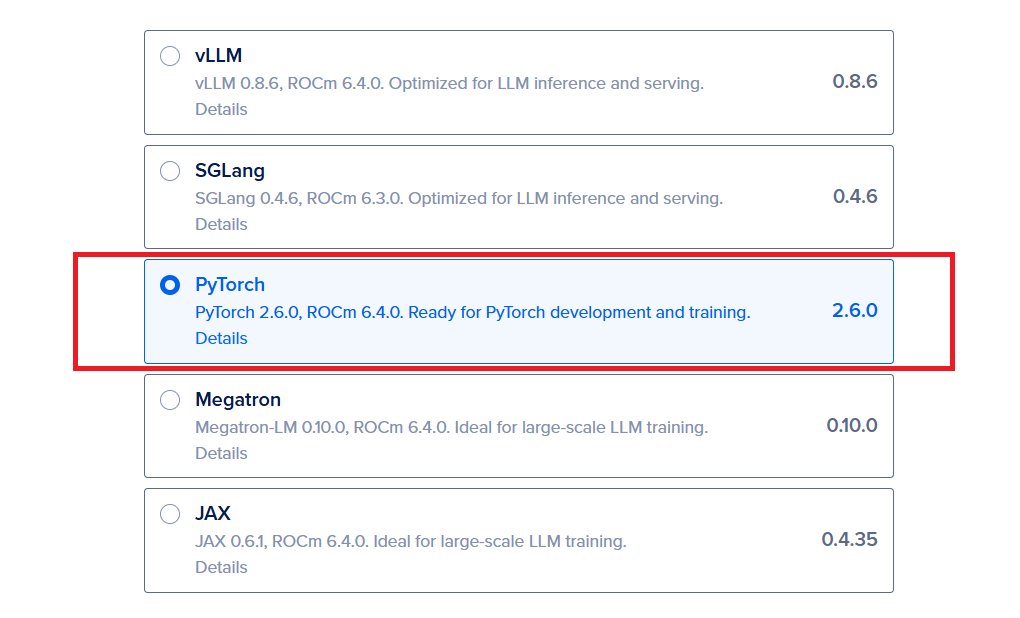 vLLM
vLLM 0.8.6, ROCm 6.4.0. Optimized for LLM inference and serving.
0.8.6
Details
SGLang
SGLang 0.4.6, ROCm 6.3.0. Optimized for LLM inference and serving.
0.4.6
Details
PyTorch
PyTorch 2.6.0, ROCm 6.4.0. Ready for PyTorch development and training.
2.6.0
Details
Megatron
Megatron-LM 0.10.0, ROCm 6.4.0. Ideal for large-scale LLM training.
0.10.0
Details
JAX
JAX 0.6.1, ROCm 6.4.0. Ideal for large-scale LLM training.
0.4.35
Details